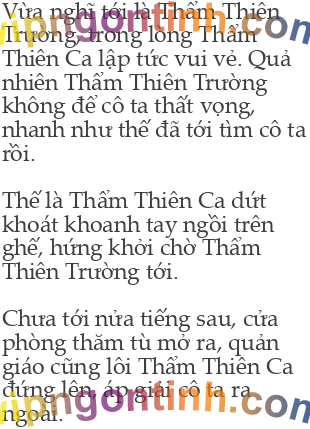 Vừa nghĩ tới là Thẩm Thiên
Trường, trong lòng Thẩm
Thiên Ca lập tức vui vẻ. Quả
nhiên Thẩm Thiên Trường
không để cô ta thất vọng,
nhanh như thế đã tới tìm cô ta
rồi.
Thế là Thẩm Thiên Ca dứt
khoát khoanh tay ngồi trên
ghế, hứng khởi chờ Thẩm
Thiên Trường tới.
Chưa tới nửa tiếng sau, cửa
phòng thăm tù mở ra, quản
giáo cũng lôi Thẩm Thiên Ca
đứng lên, áp giải cô ta ra
ngoài.
vipngontinh.com
vipngontinh.com